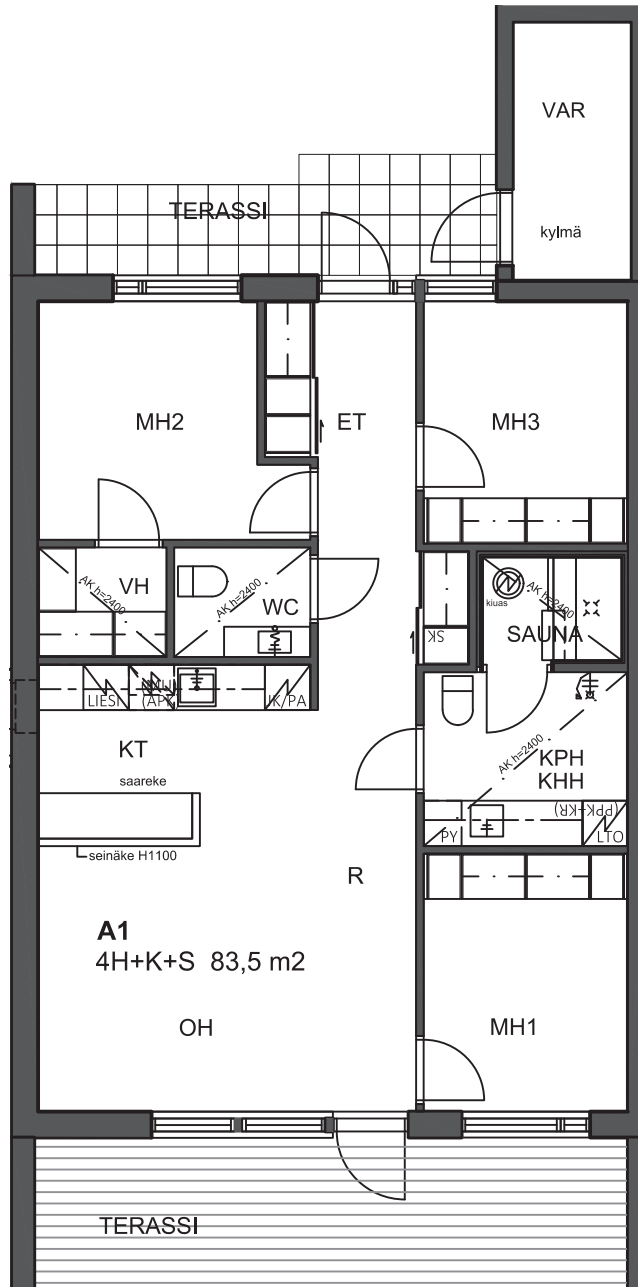 VAR
TERASSI
kylmä
MH2
ET
MH3
AK h=2400
VH
AK h=2400
WC
SK
kiuas
AK h=2400
SAUNA
LIESI
(APK)
JK/PA
KT
saareke
AK h=2400
KPH
KHH
(PPK+KR)
PY
LTO
seinäke H1100
R
A1
4H+K+S 83,5 m2
OH
MH1
TERASSI